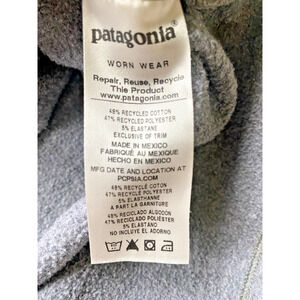 patagonia®
WORN WEAR
Repair, Reuse, Recycle
This Product
www.patagonia.com
48% RECYCLED COTTON
47% RECYCLED POLYESTER
5% ELASTANE
EXCLUSIVE OF TRIM
MADE IN MEXICO
FABRIQUÉ AU MEXIQUE
HECHO EN MEXICO
MFG DATE AND LOCATION AT
PCPSIA.COM
48% RECYCLÉ COTON
47% RECYCLÉ POLYESTER
5% ÉLASTHANNE
A PART LA GARNITURE
48% RECICLADO ALGODON
47% RECICLADO POLIÉSTER
5% ELASTANO
NO INCLUYE EL ADORNO